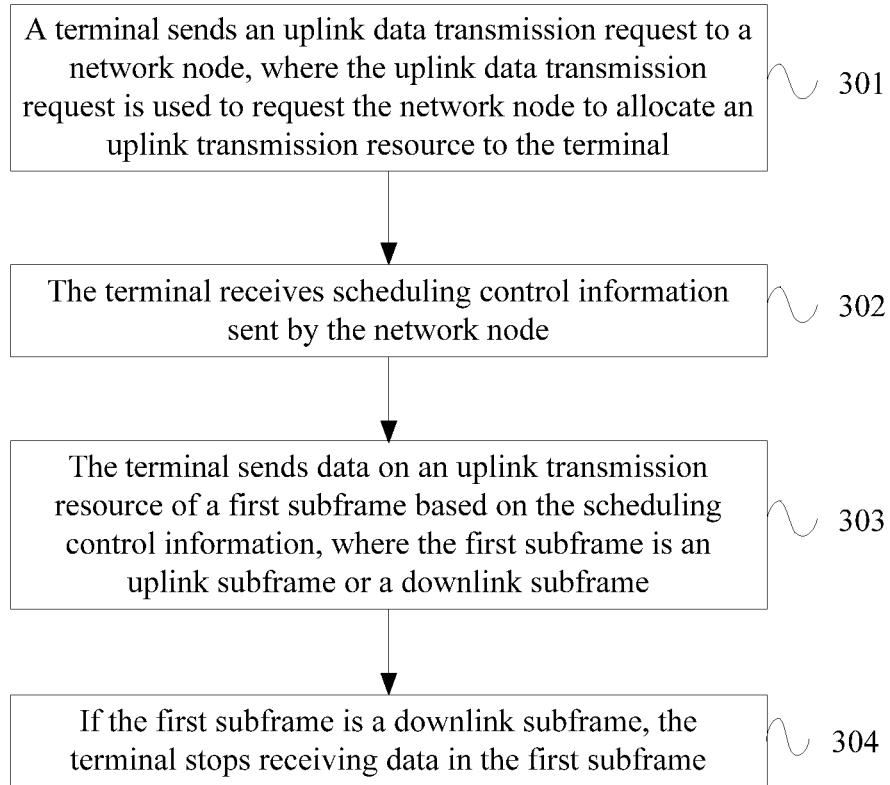 A terminal sends an uplink data transmission request to a
network node, where the uplink data transmission
request is used to request the network node to allocate an
uplink transmission resource to the terminal
301
The terminal receives scheduling control information
sent by the network node
302
The terminal sends data on an uplink transmission
resource of a first subframe based on the scheduling
control information, where the first subframe is an
uplink subframe or a downlink subframe
303
If the first subframe is a downlink subframe, the
terminal stops receiving data in the first subframe
304